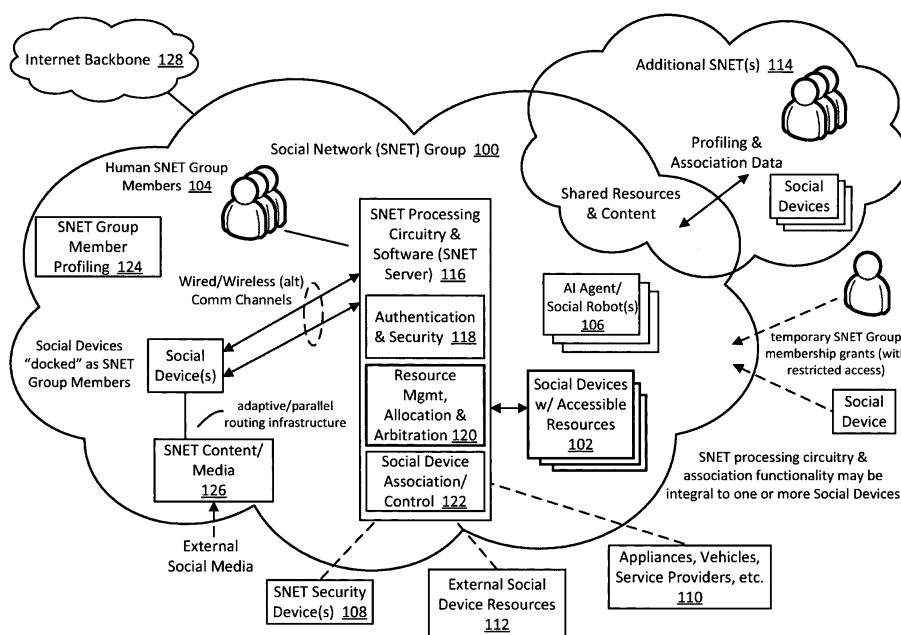 Internet Backbone 128
Additional SNET(s) 114
Social Network (SNET) Group 100
Human SNET Group
Members 104
Profiling &
Association Data
Shared Resources
& Content
Social
Devices
SNET Group
Member
Profiling
124
SNET Processing
Circuitry &
Software (SNET
Server) 116
Wired/Wireless (alt)
Comm Channels
Authentication
& Security 118
AI Agent/
Social Robot(s)
106
temporary SNET Group
membership grants (with
restricted access)
Social Devices
“docked” as SNET
Group Members
Social
Device(s)
Resource
Mgmt,
Allocation &
Arbitration 120
Social Devices
w/ Accessible
Resources
102
Social
Device
adaptive/parallel
routing infrastructure
SNET Content/
Media
126
Social Device
Association/
Control 122
SNET processing circuitry &
association functionality may be
integral to one or more Social Devices
External
Social Media
SNET Security
Device(s) 108
External Social
Device Resources
112
Appliances, Vehicles,
Service Providers, etc.
110